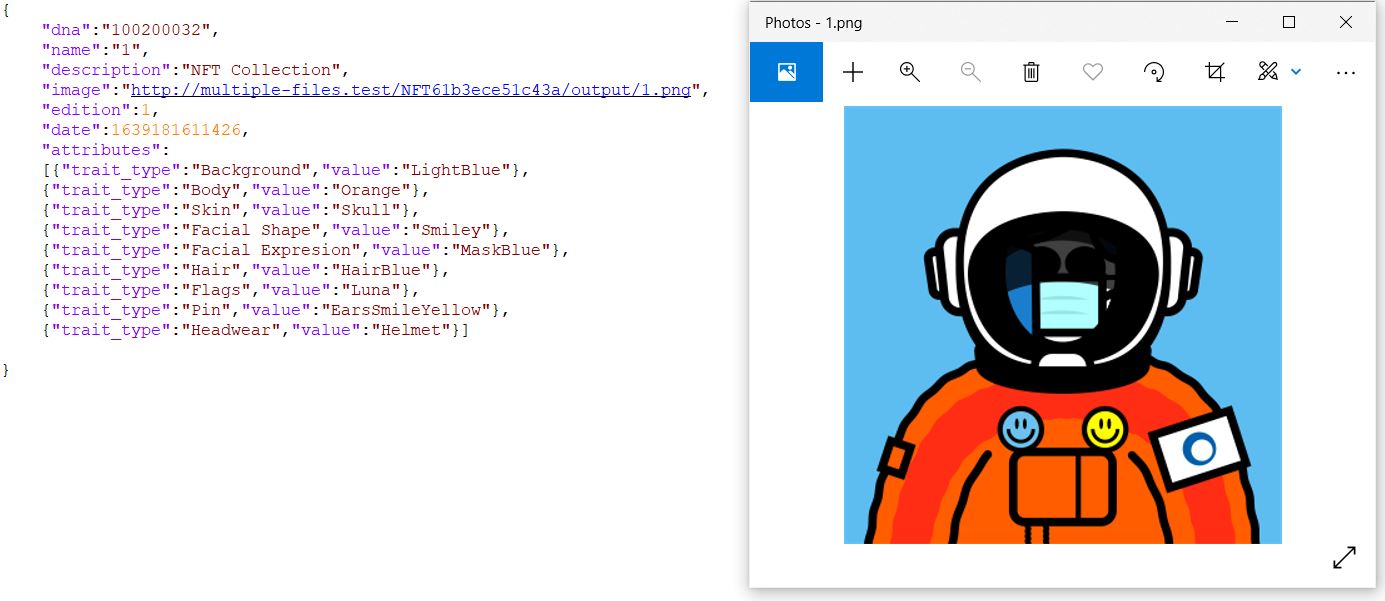 {
"dna":"100200032",
"name":"1",
"description":"NFT Collection",
"image":"http://multiple-files.test/NFT61b3ece51c43a/output/1.png",
"edition":1,
"date":1639181611426,
"attributes":
[{"trait_type":"Background","value":"LightBlue"},
{"trait_type":"Body","value":"Orange"},
{"trait_type":"Skin","value":"Skull"},
{"trait_type":"Facial Shape","value":"Smiley"},
{"trait_type":"Facial Expresion","value":"MaskBlue"},
{"trait_type":"Hair","value":"HairBlue"},
{"trait_type":"Flags","value":"Luna"},
{"trait_type":"Pin","value":"EarsSmileYellow"},
{"trait_type":"Headwear","value":"Helmet"}]
}
Photos - 1.png